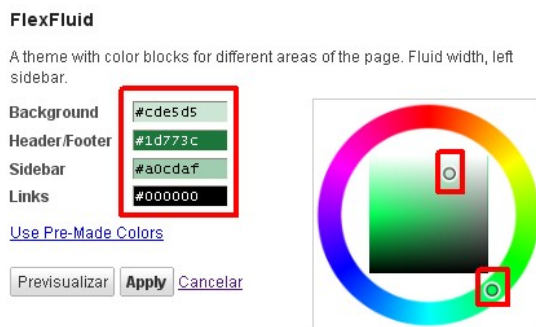 FlexFluid
A theme with color blocks for different areas of the page. Fluid width, left
sidebar.
Background #cde5d5
Header/Footer #1d773c
Sidebar #a0cdaf
Links #000000
Use Pre-Made Colors
Previsualizar Apply Cancelar